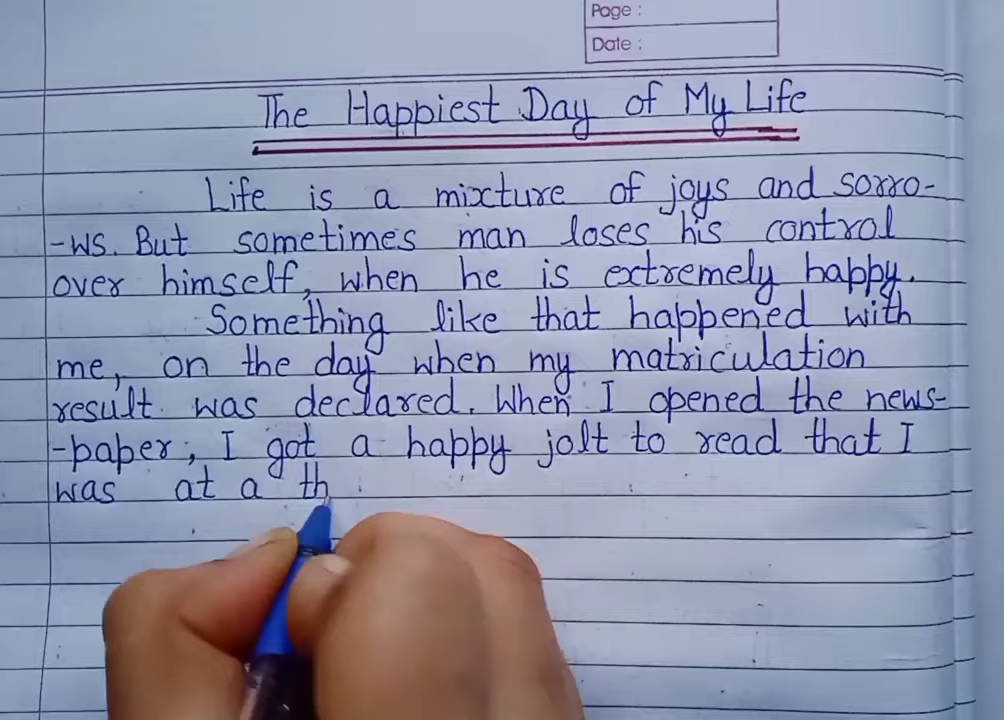 Page :
Date :
The Happiest Day of My Life
Life is a mixture of joys and sorro-
-ws. But sometimes man loses his control
over himself, when he is extremely happy.
Something like that happened with
me, on the day when my matriculation
result was declared. When I opened the news-
-paper, I got a happy jolt to read that I
was at a th